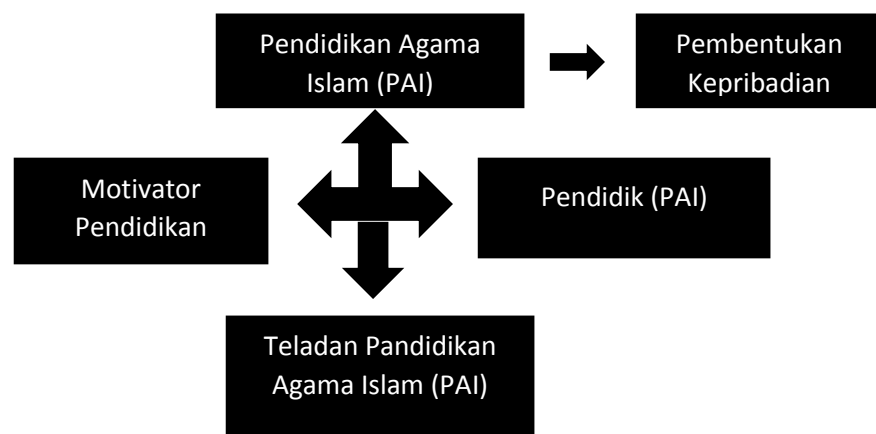 Pendidikan Agama
Islam (PAI)
Pembentukan
Kepribadian
Motivator
Pendidikan
Pendidik (PAI)
Teladan Pandidikan
Agama Islam (PAI)